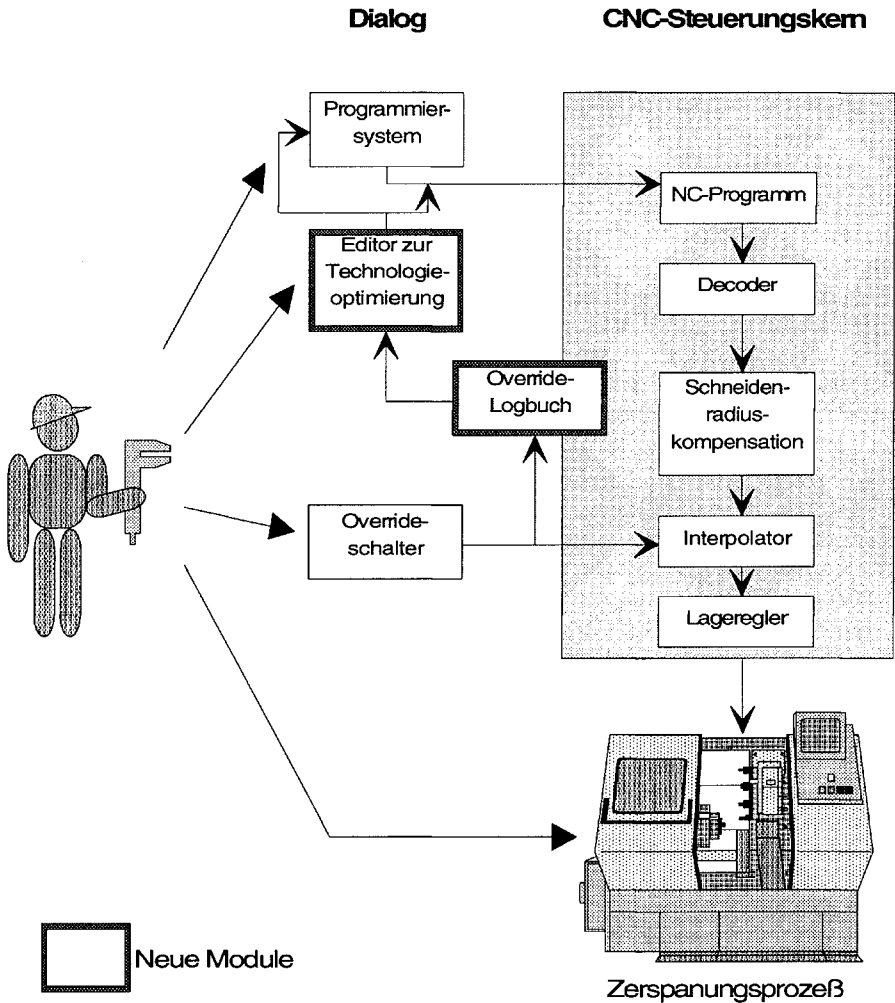 Dialog
CNC-Steuerungskern
Programmier-
system
NC-Programm
Editor zur
Technologie-
optimierung
Decoder
Override-
Logbuch
Schneiden-
radius-
kompensation
Override-
schalter
Interpolator
Lageregler
Neue Module
Zerspanungsprozeß